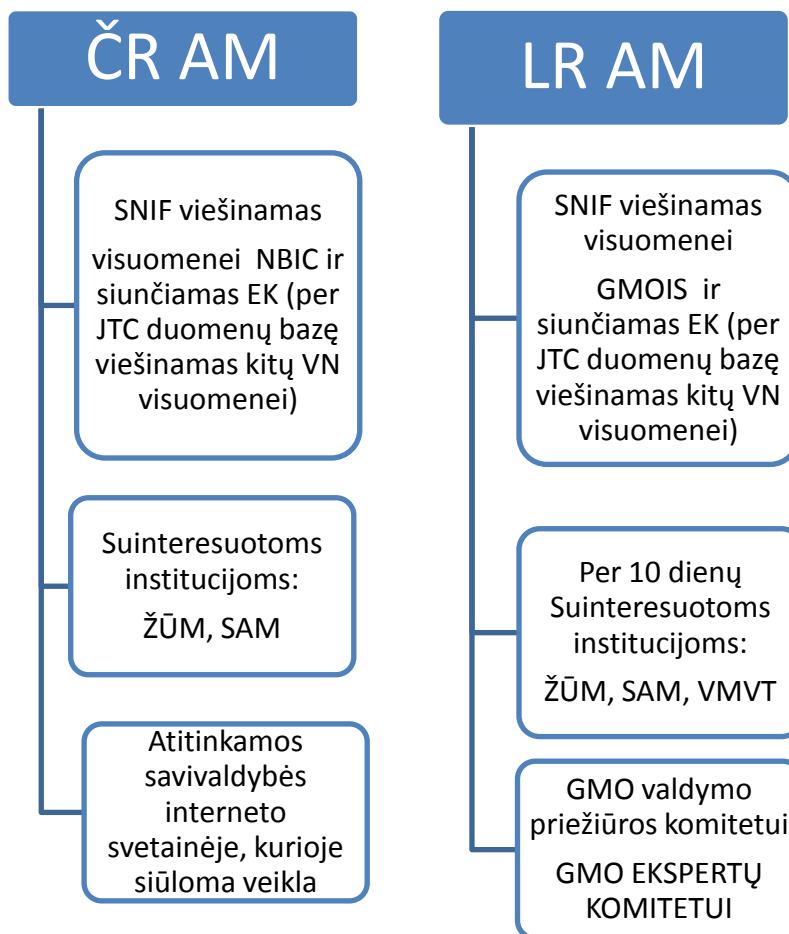 ČR AM
SNIF viešinamas
visuomenei NBIC ir
siunčiamas EK (per
JTC duomenų bazę
viešinamas kitų VN
visuomenei)
Suinteresuotoms
institucijoms:
ŽŪM, SAM
Atitinkamos
savivaldybės
interneto
svetainėje, kurioje
siūloma veikla
LR AM
SNIF viešinamas
visuomenei
GMOIS ir
siunčiamas EK (per
JTC duomenų bazę
viešinamas kitų VN
visuomenei)
Per 10 dienų
Suinteresuotoms
institucijoms:
ŽŪM, SAM, VMVT
GMO valdymo
priežiūros komitetui
GMO EKSPERTŲ
KOMITETUI